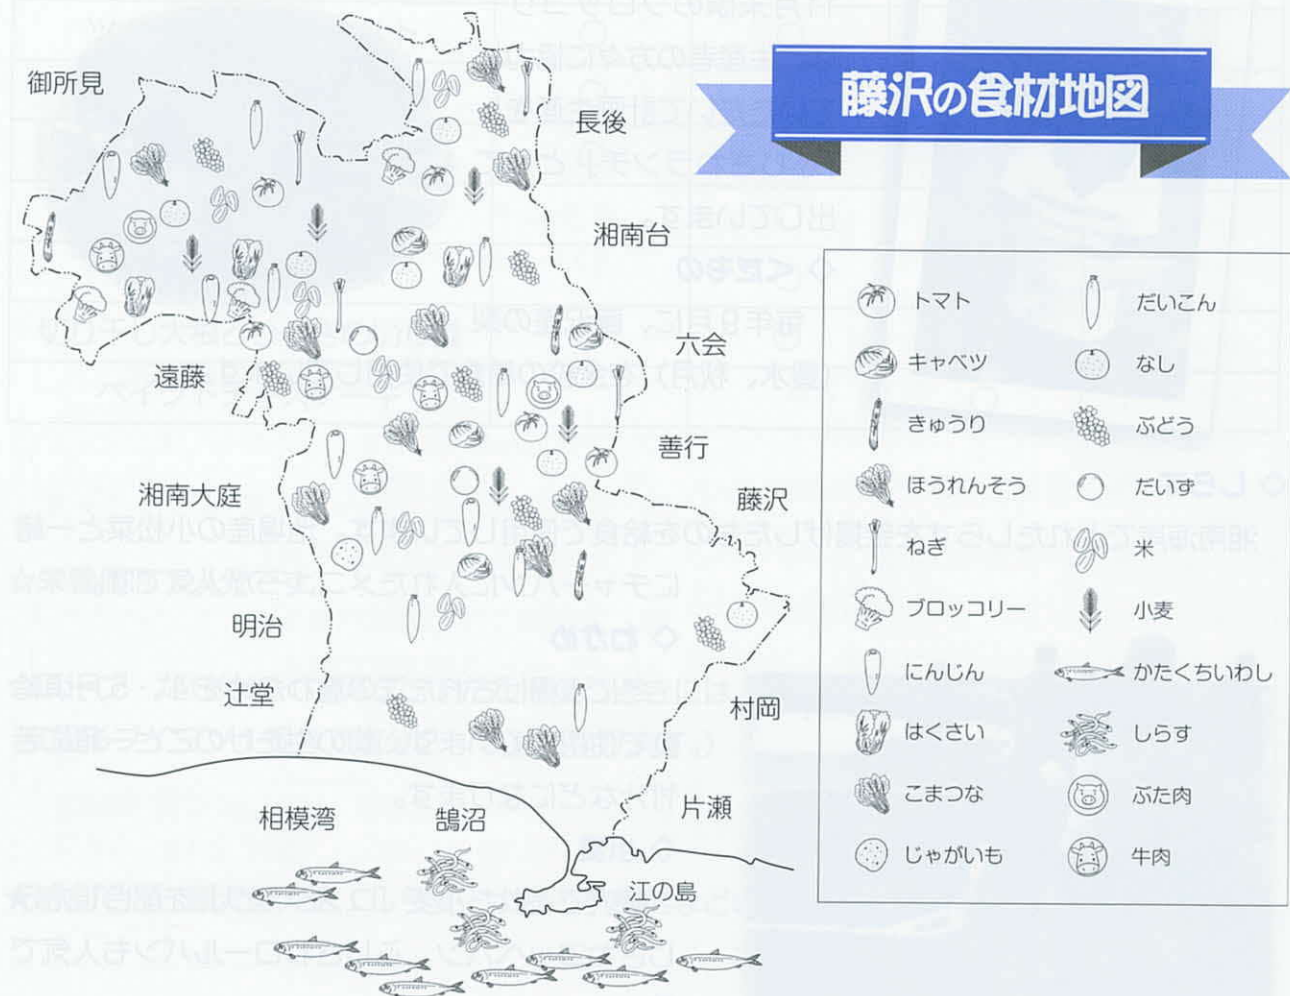 藤沢の食材地図
御所見
長後
湘南台
六会
遠藤
善行
湘南大庭
藤沢
明治
辻堂
村岡
片瀬
相模湾
鵠沼
江の島
トマト
だいこん
キャベツ
なし
きゅうり
ぶどう
ほうれんそう
だいず
ねぎ
米
ブロッコリー
小麦
にんじん
かたくちいわし
はくさい
しらす
こまつな
ぶた肉
じゃがいも
牛肉